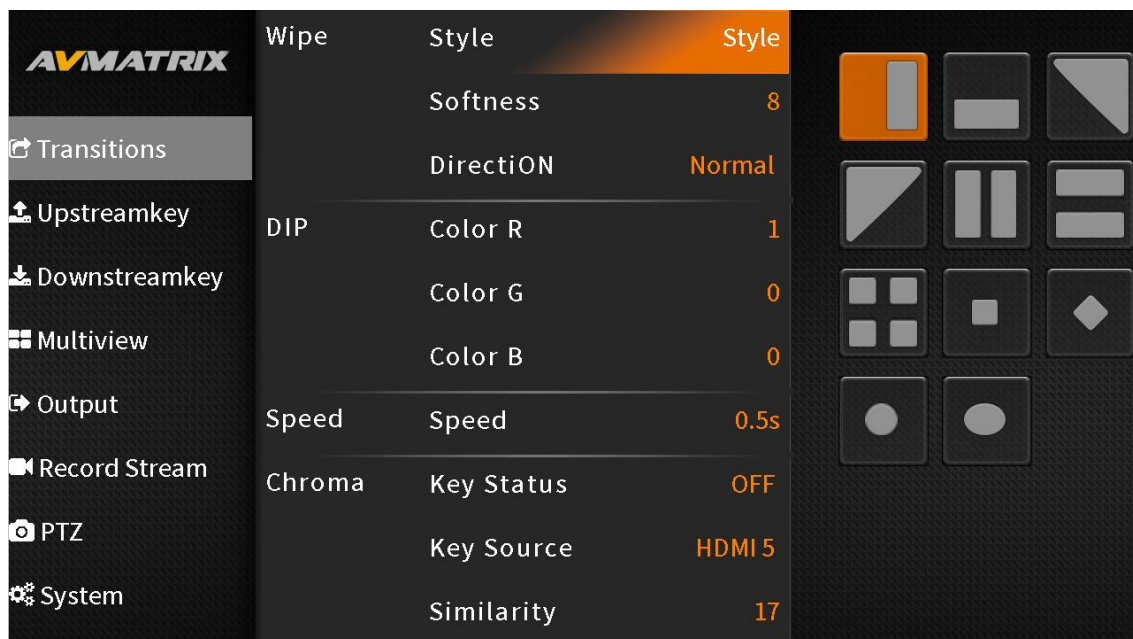 AVMATRIX
Transitions
Upstreamkey
Downstreamkey
Multiview
Output
Record Stream
PTZ
System
Wipe Style Style
Softness 8
DirectiON Normal
DIP Color R 1
Color G 0
Color B 0
Speed Speed 0.5s
Chroma Key Status OFF
Key Source HDMI 5
Similarity 17